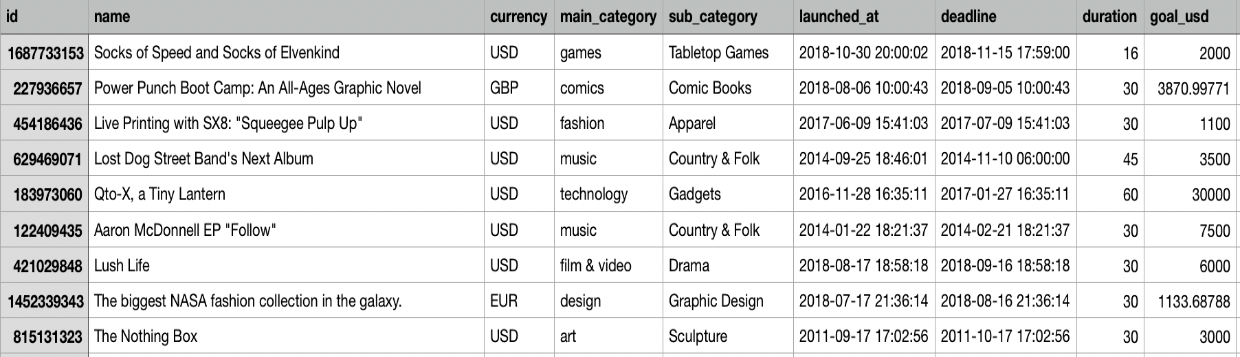 id name currency main_category sub_category launched_at deadline duration goal_usd
1687733153 Socks of Speed and Socks of Elvenkind USD games Tabletop Games 2018-10-30 20:00:02 2018-11-15 17:59:00 16 2000
227936657 Power Punch Boot Camp: An All-Ages Graphic Novel GBP comics Comic Books 2018-08-06 10:00:43 2018-09-05 10:00:43 30 3870.99771
454186436 Live Printing with SX8: "Squeegee Pulp Up" USD fashion Apparel 2017-06-09 15:41:03 2017-07-09 15:41:03 30 1100
629469071 Lost Dog Street Band's Next Album USD music Country & Folk 2014-09-25 18:46:01 2014-11-10 06:00:00 45 3500
183973060 Qto-X, a Tiny Lantern USD technology Gadgets 2016-11-28 16:35:11 2017-01-27 16:35:11 60 30000
122409435 Aaron McDonnell EP "Follow" USD music Country & Folk 2014-01-22 18:21:37 2014-02-21 18:21:37 30 7500
421029848 Lush Life USD film & video Drama 2018-08-17 18:58:18 2018-09-16 18:58:18 30 6000
1452339343 The biggest NASA fashion collection in the galaxy. EUR design Graphic Design 2018-07-17 21:36:14 2018-08-16 21:36:14 30 1133.68788
815131323 The Nothing Box USD art Sculpture 2011-09-17 17:02:56 2011-10-17 17:02:56 30 3000